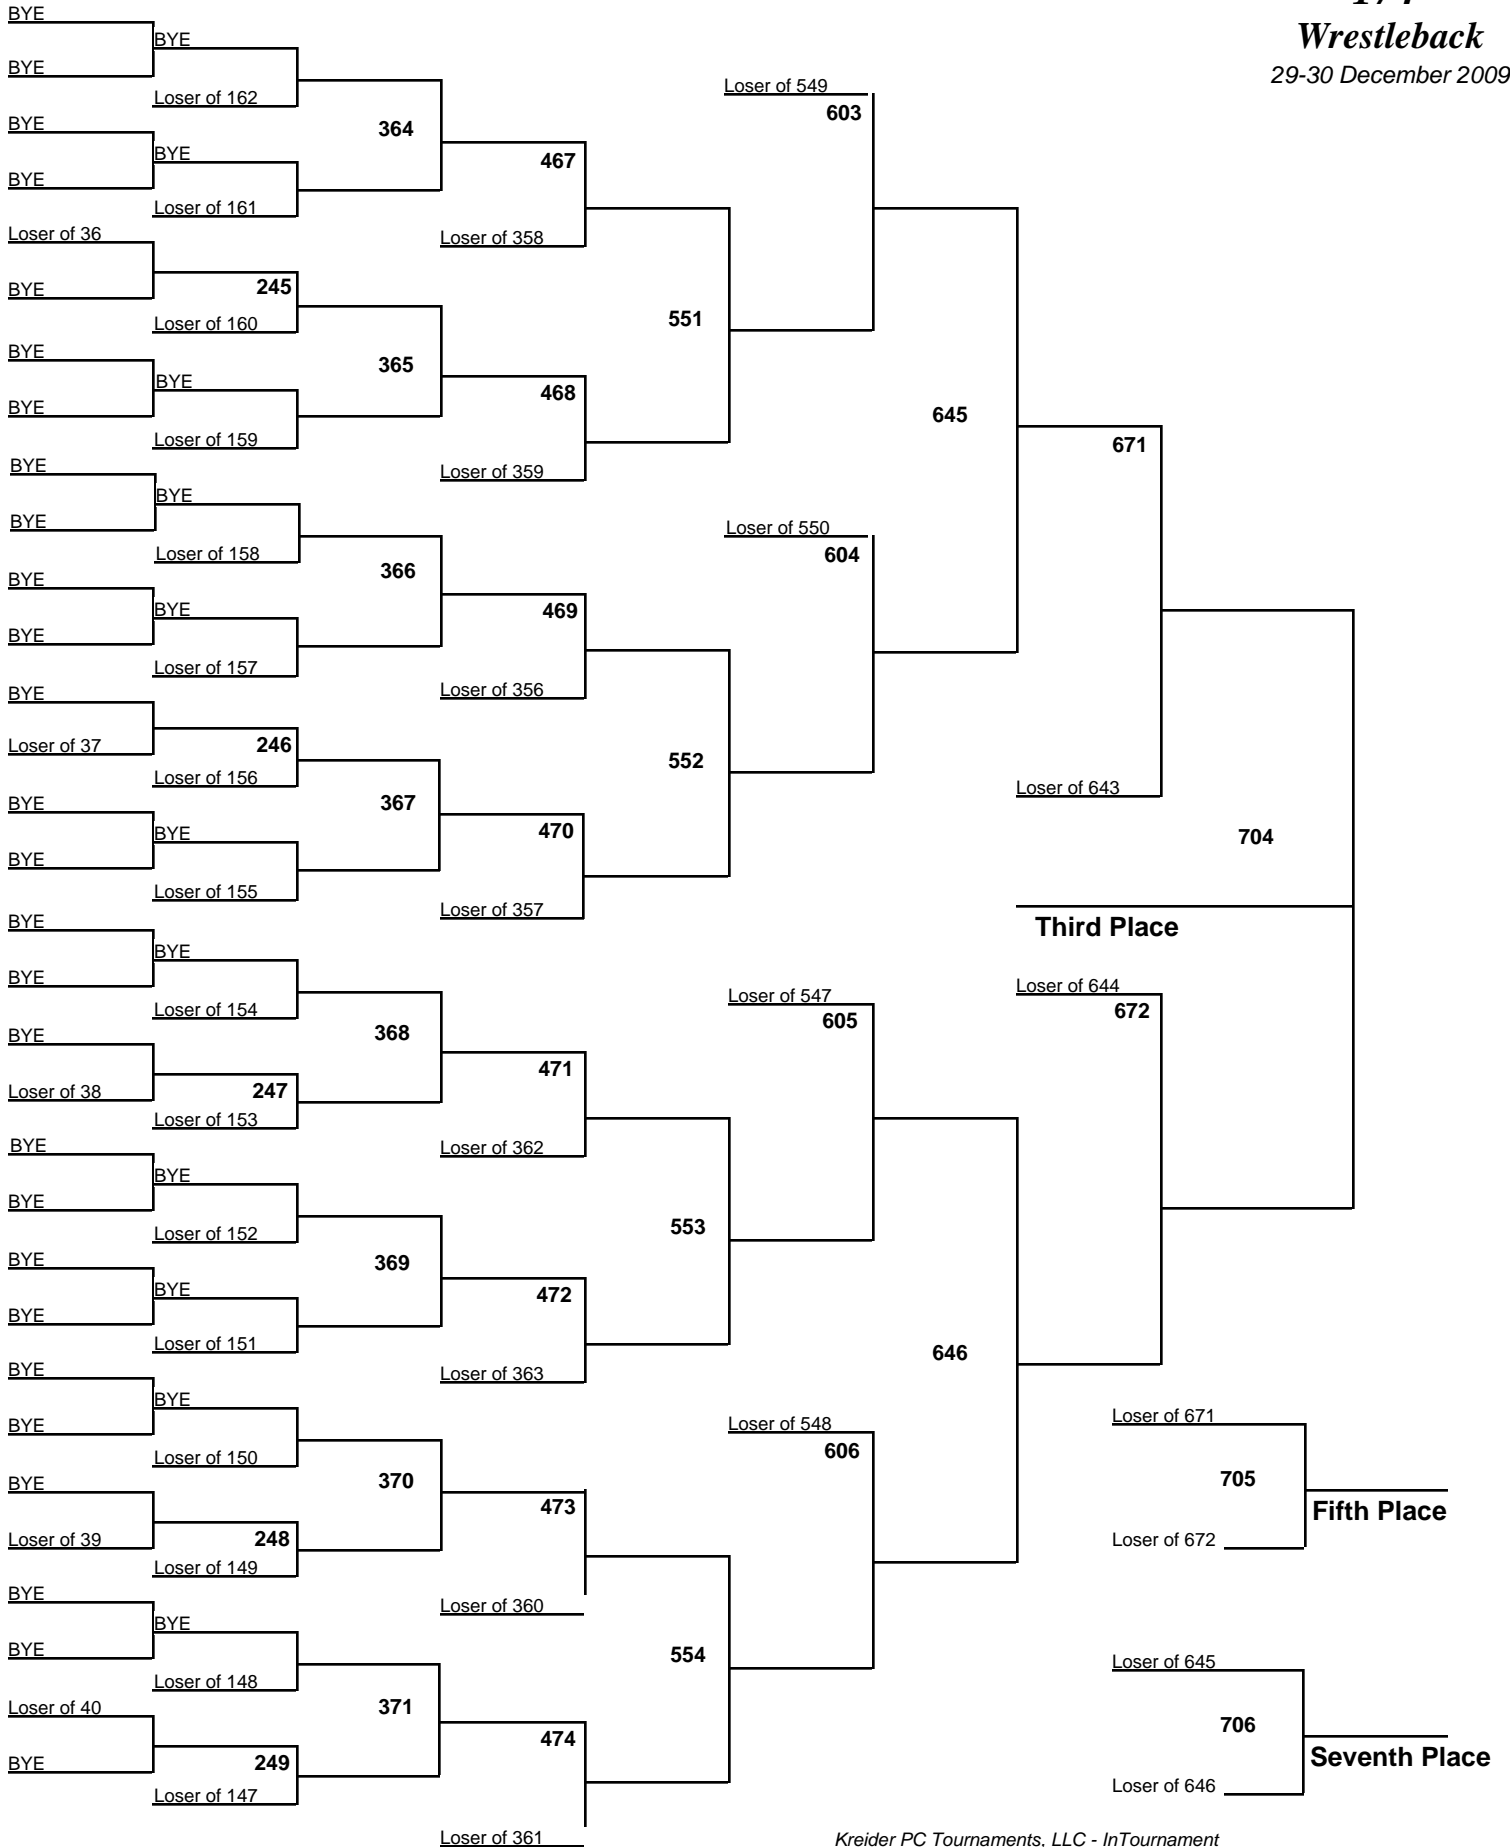 Wrestleback
29-30 December 2009
BYE
BYE
BYE
Loser of 162
BYE
BYE
BYE
Loser of 161
364
467
Loser of 358
Loser of 549
603
Loser of 36
BYE
245
Loser of 160
BYE
BYE
BYE
Loser of 159
365
468
Loser of 359
551
645
671
BYE
BYE
BYE
Loser of 158
BYE
BYE
BYE
Loser of 157
366
469
Loser of 356
Loser of 550
604
BYE
Loser of 37
246
Loser of 156
BYE
BYE
BYE
Loser of 155
367
470
Loser of 357
552
Loser of 643
704
Third Place
BYE
BYE
BYE
Loser of 154
BYE
Loser of 38
247
Loser of 153
368
471
Loser of 362
Loser of 547
605
Loser of 644
672
BYE
BYE
BYE
Loser of 152
BYE
BYE
BYE
Loser of 151
369
472
Loser of 363
553
646
BYE
BYE
BYE
Loser of 150
BYE
Loser of 39
248
Loser of 149
370
473
Loser of 360
Loser of 548
606
Loser of 671
705
Fifth Place
Loser of 672
BYE
BYE
BYE
Loser of 148
Loser of 40
BYE
249
Loser of 147
371
474
Loser of 361
554
Loser of 645
706
Seventh Place
Loser of 646
Kreider PC Tournaments, LLC - InTournament